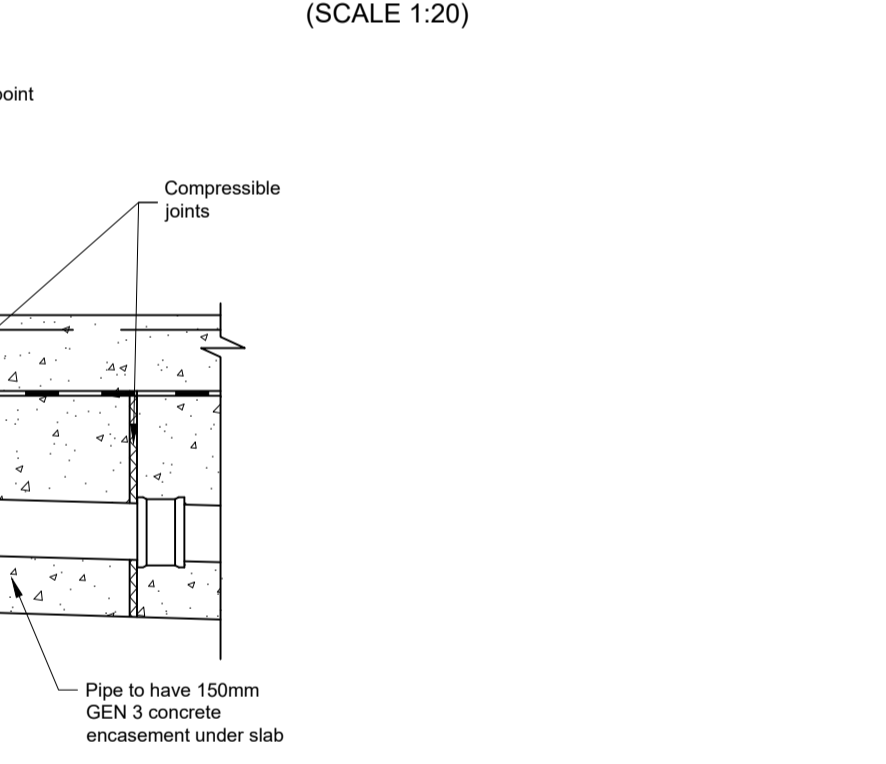 (SCALE 1:20)
oint
Compressible
joints
Pipe to have 150mm
GEN 3 concrete
encasement under slab